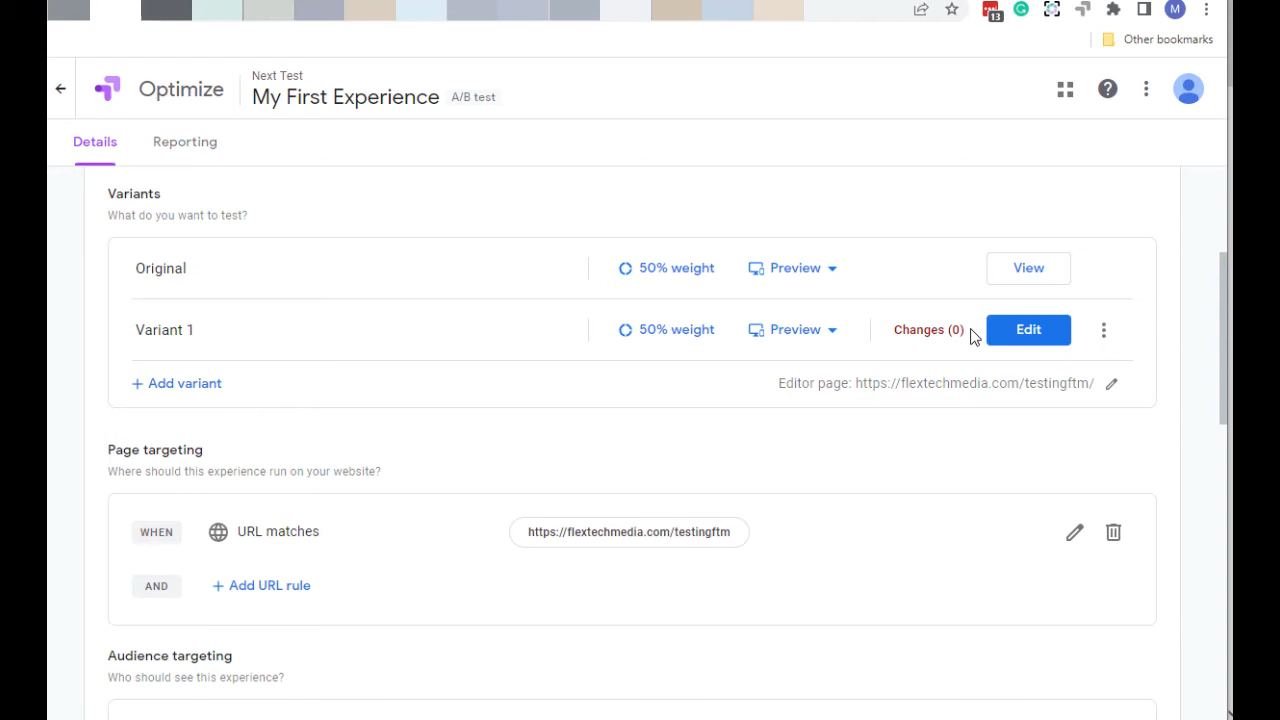 13
M
Other bookmarks
Optimize
Next Test
My First Experience A/B test
Details Reporting
Variants
What do you want to test?
Original 50% weight Preview View
Variant 1 50% weight Preview Changes (0) Edit
+ Add variant Editor page: https://flextechmedia.com/testingftm/
Page targeting
Where should this experience run on your website?
WHEN URL matches https://flextechmedia.com/testingftm
AND + Add URL rule
Audience targeting
Who should see this experience?